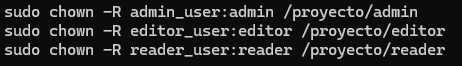 sudo chown -R admin_user:admin /proyecto/admin
sudo chown -R editor_user:editor /proyecto/editor
sudo chown -R reader_user:reader /proyecto/reader